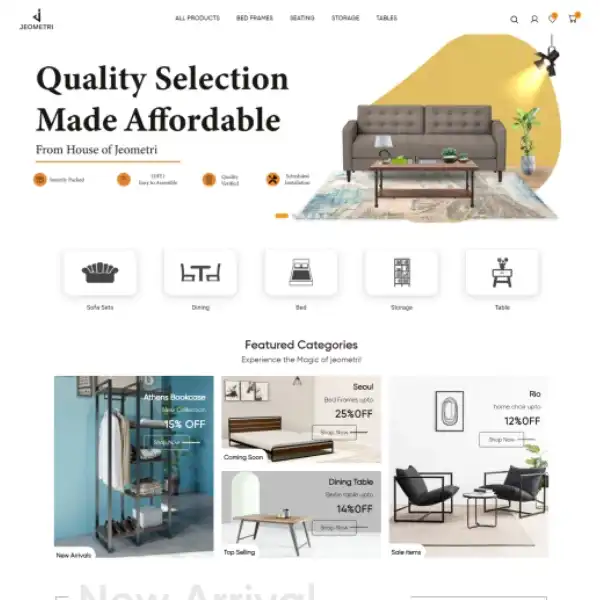 JEOMETRI
ALL PRODUCTS BED FRAMES SEATING STORAGE TABLES
Quality Selection
Made Affordable
From House of Jeometri
Securely Packed
Easy to Assemble
Quality
Verified
Scheduled
Installation
Sofa Sets Dining Bed Storage Table
Featured Categories
Experience the Magic of jeometri!
Athens Bookcase
New Collection
15% OFF
Shop Now
New Arrivals
Seoul
Bed Frames upto
25%OFF
Shop Now
Coming Soon
Dining Table
table upto
14%OFF
Shop Now
Top Selling
Rio
home choir upto
12%OFF
Shop Now
Sale items
New Arrival